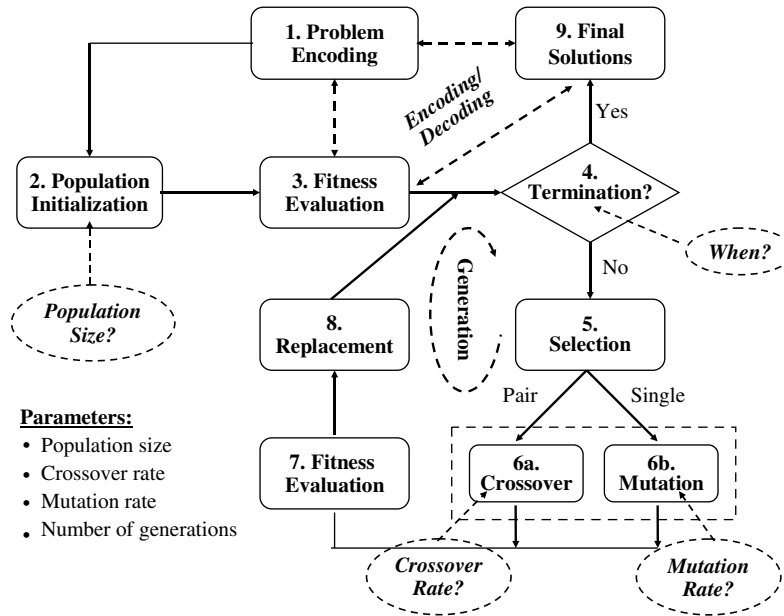 1. Problem
Encoding
9. Final
Solutions
Encoding/
Decoding
Yes
2. Population
Initialization
3. Fitness
Evaluation
4.
Termination?
When?
No
Population
Size?
Generation
8.
Replacement
5.
Selection
Pair
Single
Parameters:
• Population size
• Crossover rate
• Mutation rate
• Number of generations
7. Fitness
Evaluation
6a.
Crossover
6b.
Mutation
Crossover
Rate?
Mutation
Rate?